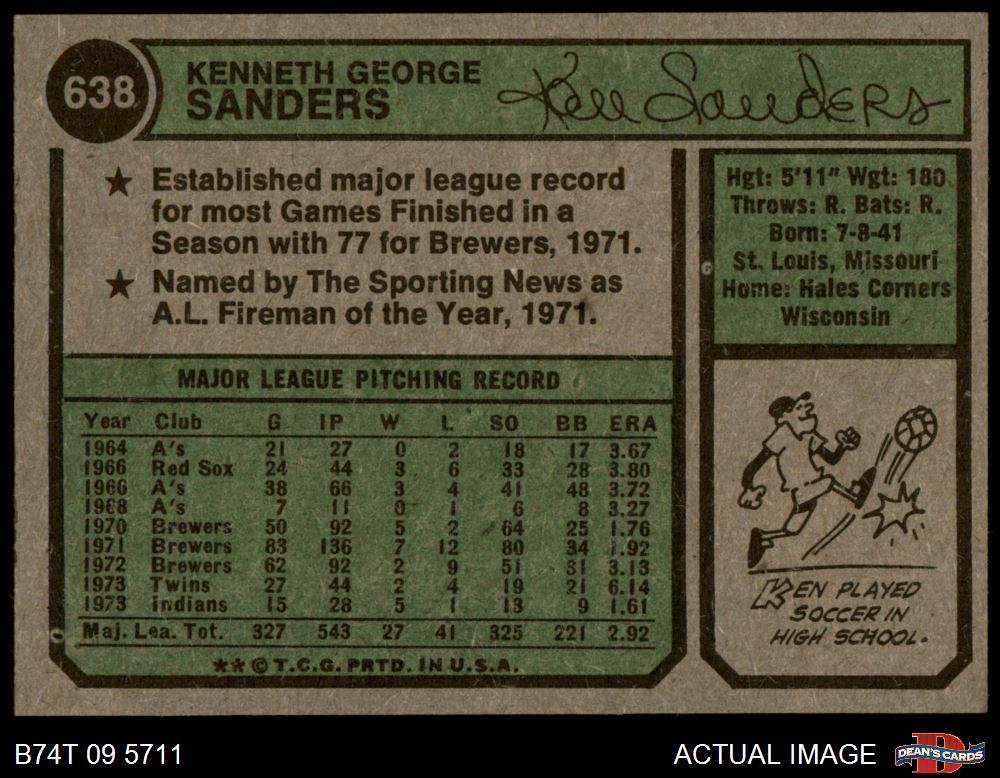 638
KENNETH GEORGE
SANDERS
Ken Sanders
★ Established major league record
for most Games Finished in a
Season with 77 for Brewers, 1971.
★ Named by The Sporting News as
A.L. Fireman of the Year, 1971.
Hgt: 5'11" Wgt: 180
Throws: R. Bats: R.
Born: 7-8-41
St. Louis, Missouri
Home: Hales Corners
Wisconsin
MAJOR LEAGUE PITCHING RECORD
Year Club G IP W L SO BB ERA
1964 A's 21 27 0 2 18 17 3.67
1966 Red Sox 24 44 3 6 33 28 3.80
1966 A's 38 66 3 4 41 48 3.72
1968 A's 7 11 0 1 6 8 3.27
1970 Brewers 50 92 5 2 64 25 1.76
1971 Brewers 83 136 7 12 80 34 1.92
1972 Brewers 62 92 2 9 51 31 3.13
1973 Twins 27 44 2 4 19 21 6.14
1973 Indians 15 28 5 1 13 9 1.61
Maj. Lea. Tot. 327 543 27 41 325 221 2.92
★★ © T.C.G. PRTD. IN U.S.A.
KEN PLAYED
SOCCER IN
HIGH SCHOOL.
B74T 09 5711
ACTUAL IMAGE
DEAN'S CARDS